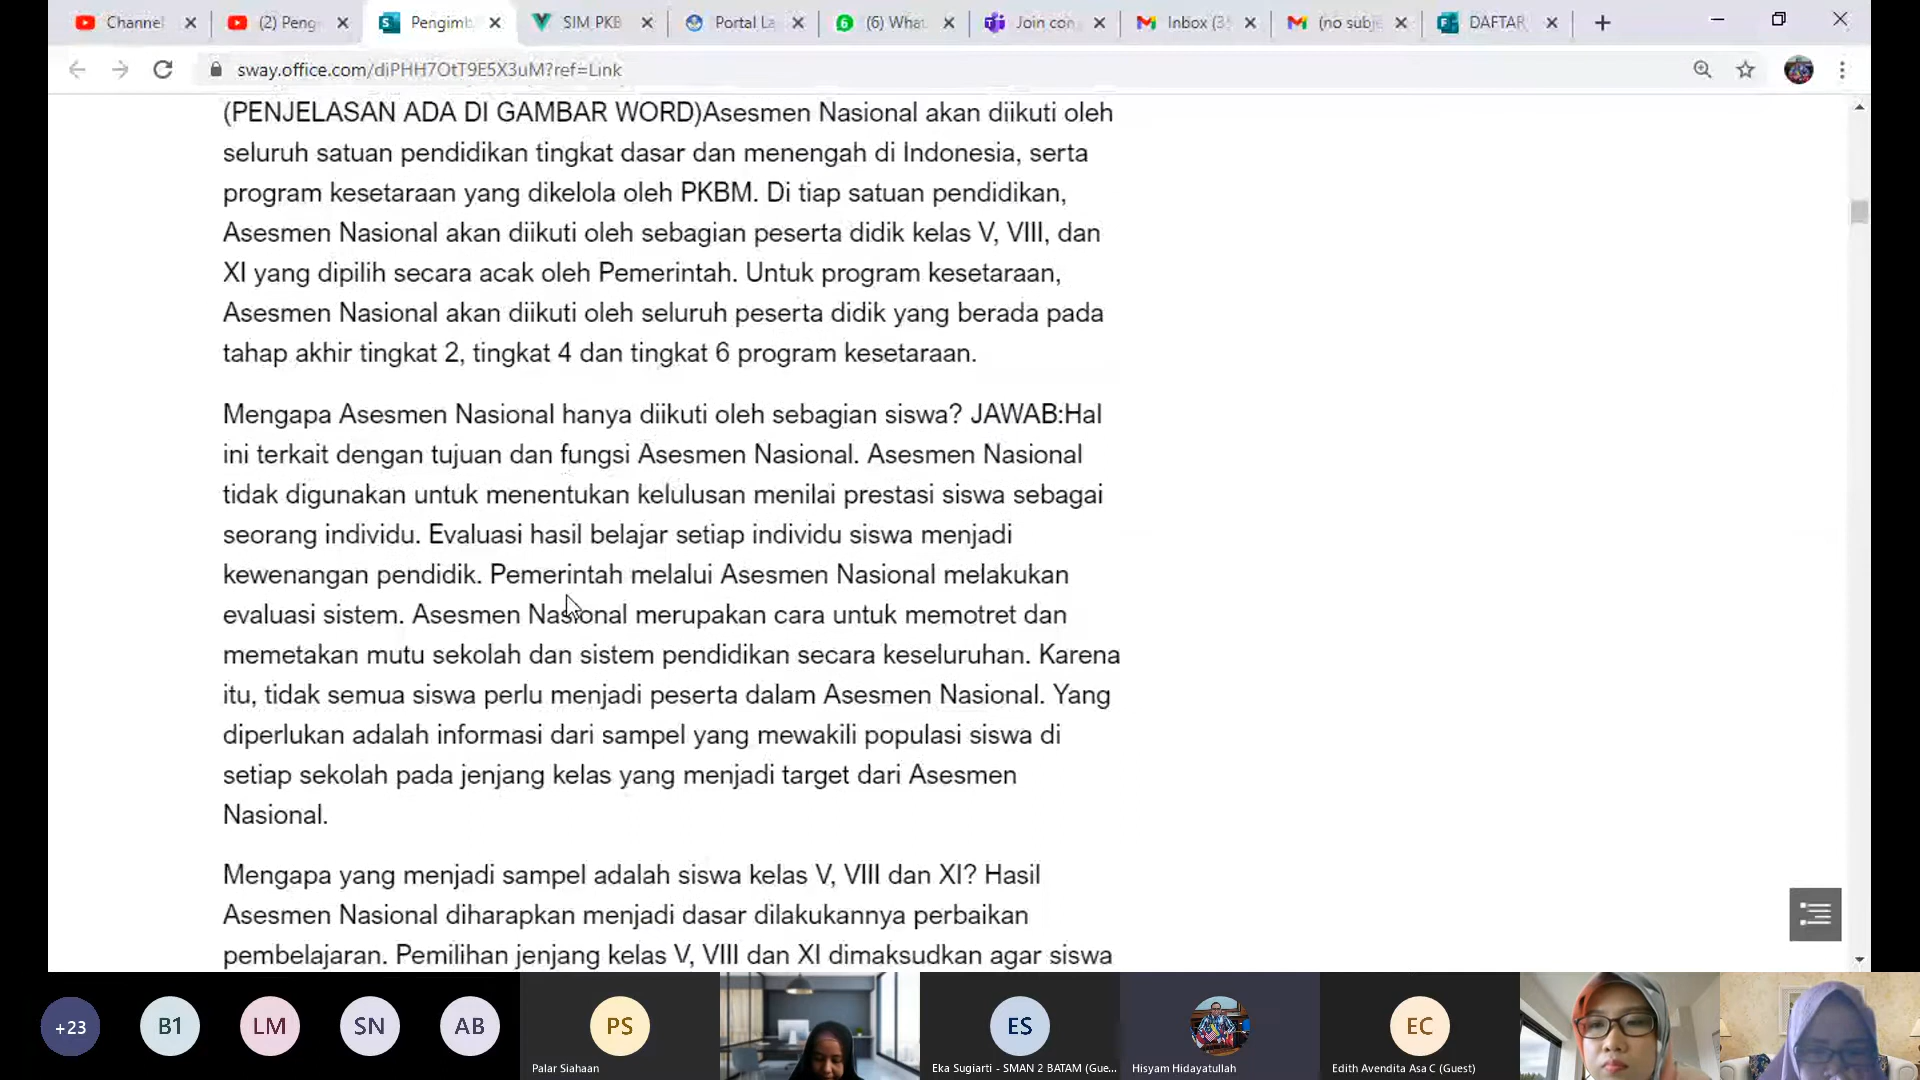 Channel
(2) Peng
Pengimb
SIM PKB
Portal La
(6) What
Join con
Inbox (3
(no subje
DAFTAR
sway.office.com/diPHH7OtT9E5X3uM?ref=Link
(PENJELASAN ADA DI GAMBAR WORD)Asesmen Nasional akan diikuti oleh
seluruh satuan pendidikan tingkat dasar dan menengah di Indonesia, serta
program kesetaraan yang dikelola oleh PKBM. Di tiap satuan pendidikan,
Asesmen Nasional akan diikuti oleh sebagian peserta didik kelas V, VIII, dan
XI yang dipilih secara acak oleh Pemerintah. Untuk program kesetaraan,
Asesmen Nasional akan diikuti oleh seluruh peserta didik yang berada pada
tahap akhir tingkat 2, tingkat 4 dan tingkat 6 program kesetaraan.
Mengapa Asesmen Nasional hanya diikuti oleh sebagian siswa? JAWAB:Hal
ini terkait dengan tujuan dan fungsi Asesmen Nasional. Asesmen Nasional
tidak digunakan untuk menentukan kelulusan menilai prestasi siswa sebagai
seorang individu. Evaluasi hasil belajar setiap individu siswa menjadi
kewenangan pendidik. Pemerintah melalui Asesmen Nasional melakukan
evaluasi sistem. Asesmen Nasional merupakan cara untuk memotret dan
memetakan mutu sekolah dan sistem pendidikan secara keseluruhan. Karena
itu, tidak semua siswa perlu menjadi peserta dalam Asesmen Nasional. Yang
diperlukan adalah informasi dari sampel yang mewakili populasi siswa di
setiap sekolah pada jenjang kelas yang menjadi target dari Asesmen
Nasional.
Mengapa yang menjadi sampel adalah siswa kelas V, VIII dan XI? Hasil
Asesmen Nasional diharapkan menjadi dasar dilakukannya perbaikan
pembelajaran. Pemilihan jenjang kelas V, VIII dan XI dimaksudkan agar siswa
+23
B1
LM
SN
AB
PS
Palar Siahaan
ES
Eka Sugiarti - SMAN 2 BATAM (Gue...
Hisyam Hidayatullah
EC
Edith Avendita Asa C (Guest)